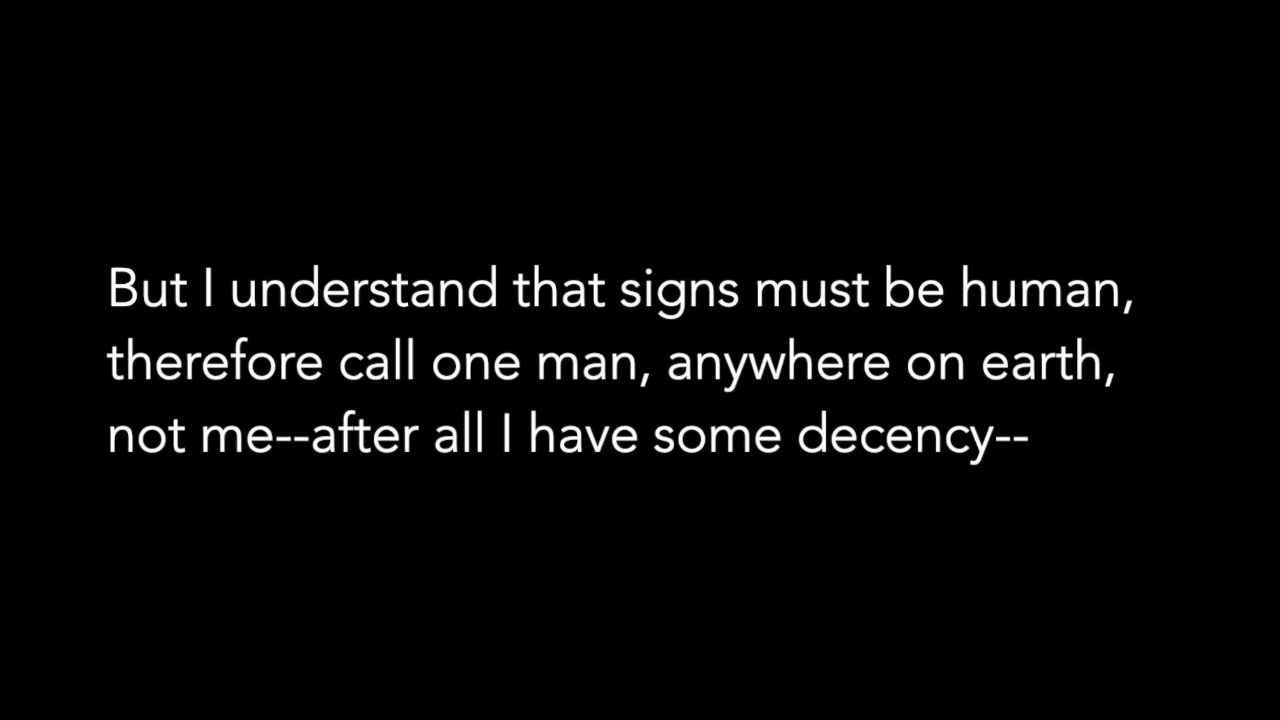 But I understand that signs must be human,
therefore call one man, anywhere on earth,
not me--after all I have some decency--